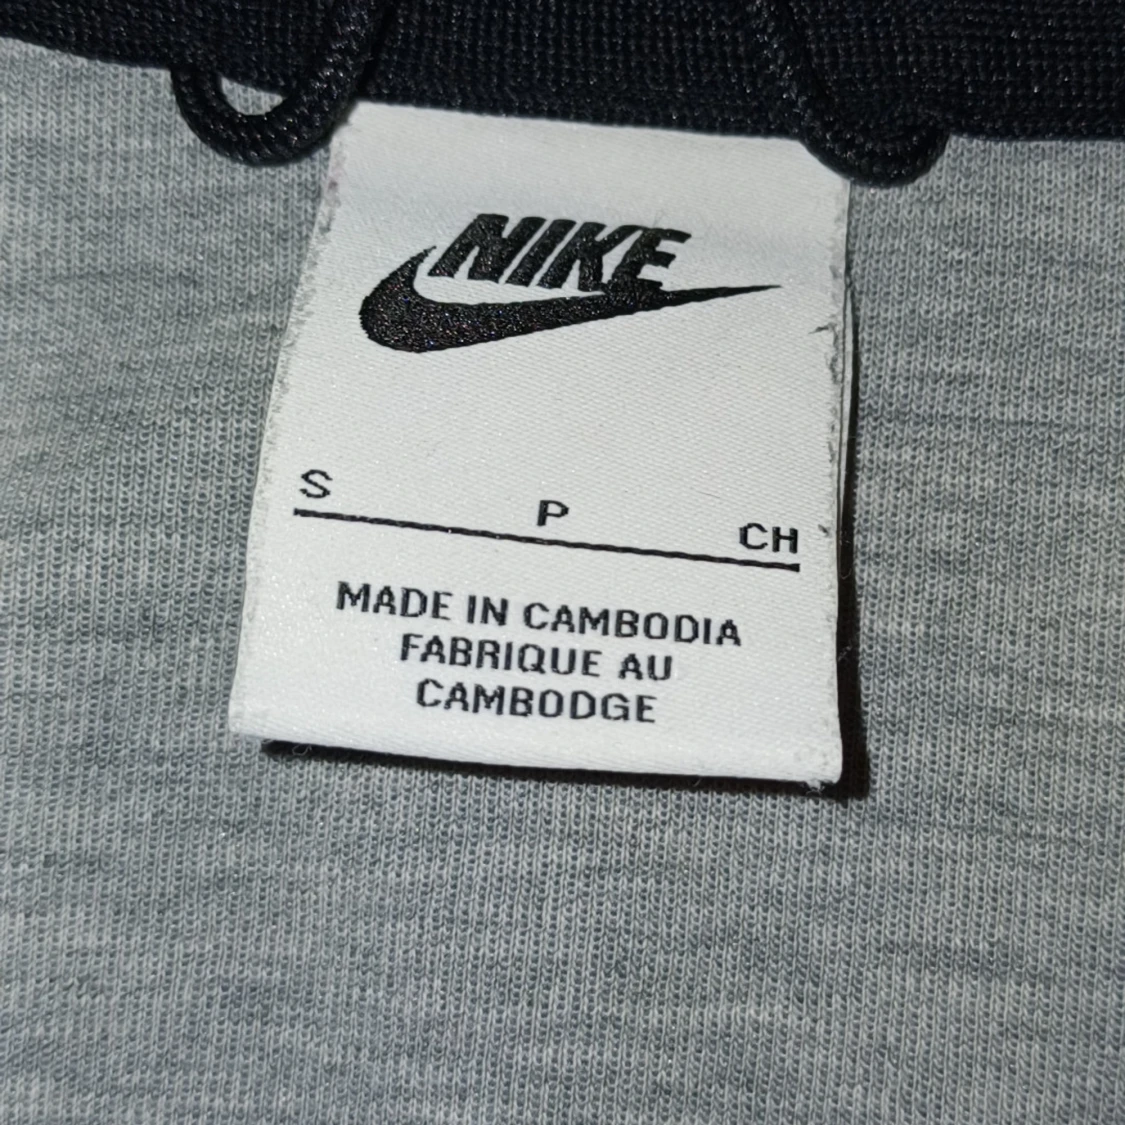 NIKE
S P CH
MADE IN CAMBODIA
FABRIQUE AU
CAMBODGE